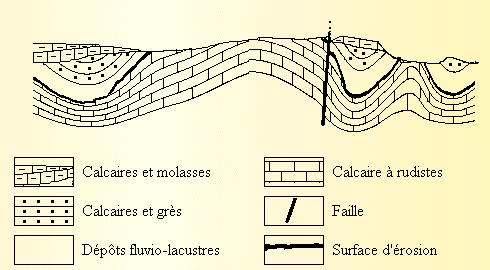 Calcaires et molasses
Calcaire à rudistes
Calcaires et grès
Faille
Dépôts fluvio-lacustres
Surface d'érosion